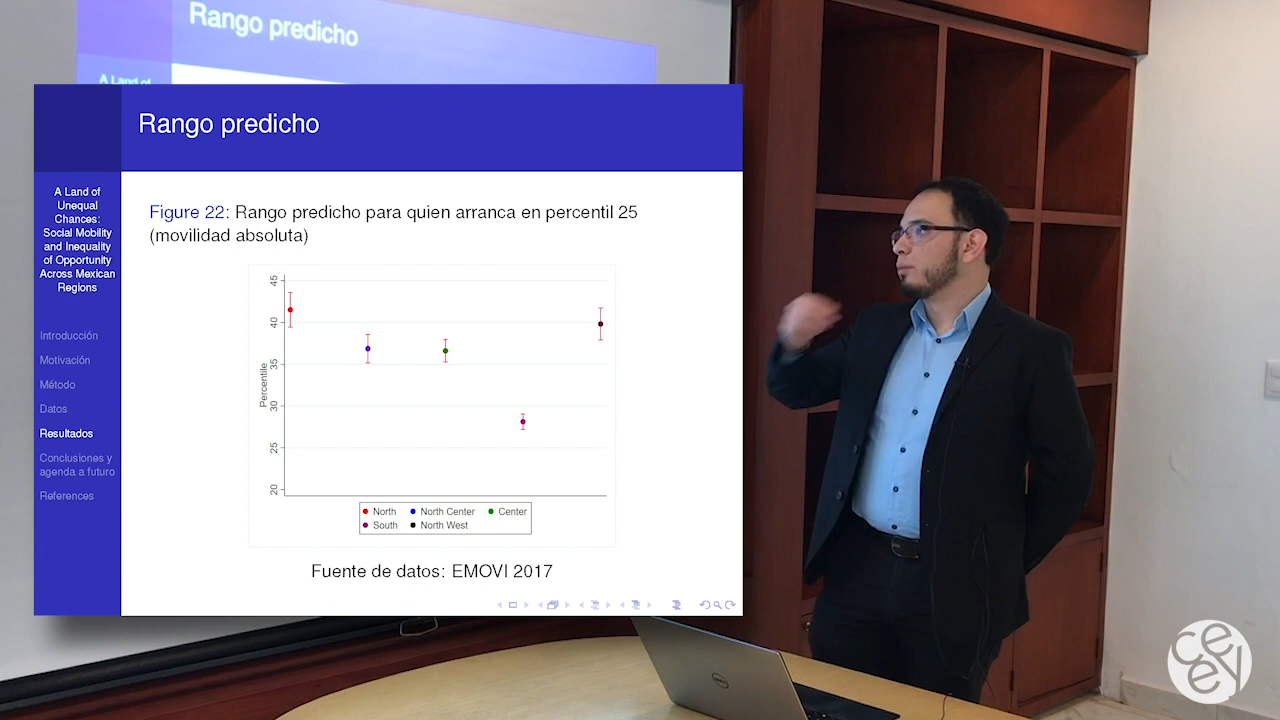 Rango predicho
A Land of
Rango predicho
A Land of
Unequal
Chances:
Social Mobility
and Inequality
of Opportunity
Across Mexican
Regions
Introducción
Motivación
Método
Datos
Resultados
Conclusiones y
agenda a futuro
References
Figure 22: Rango predicho para quien arranca en percentil 25
(movilidad absoluta)
Percentile
45
40
35
30
25
20
North North Center Center
South North West
Fuente de datos: EMOVI 2017
DELL
ceey